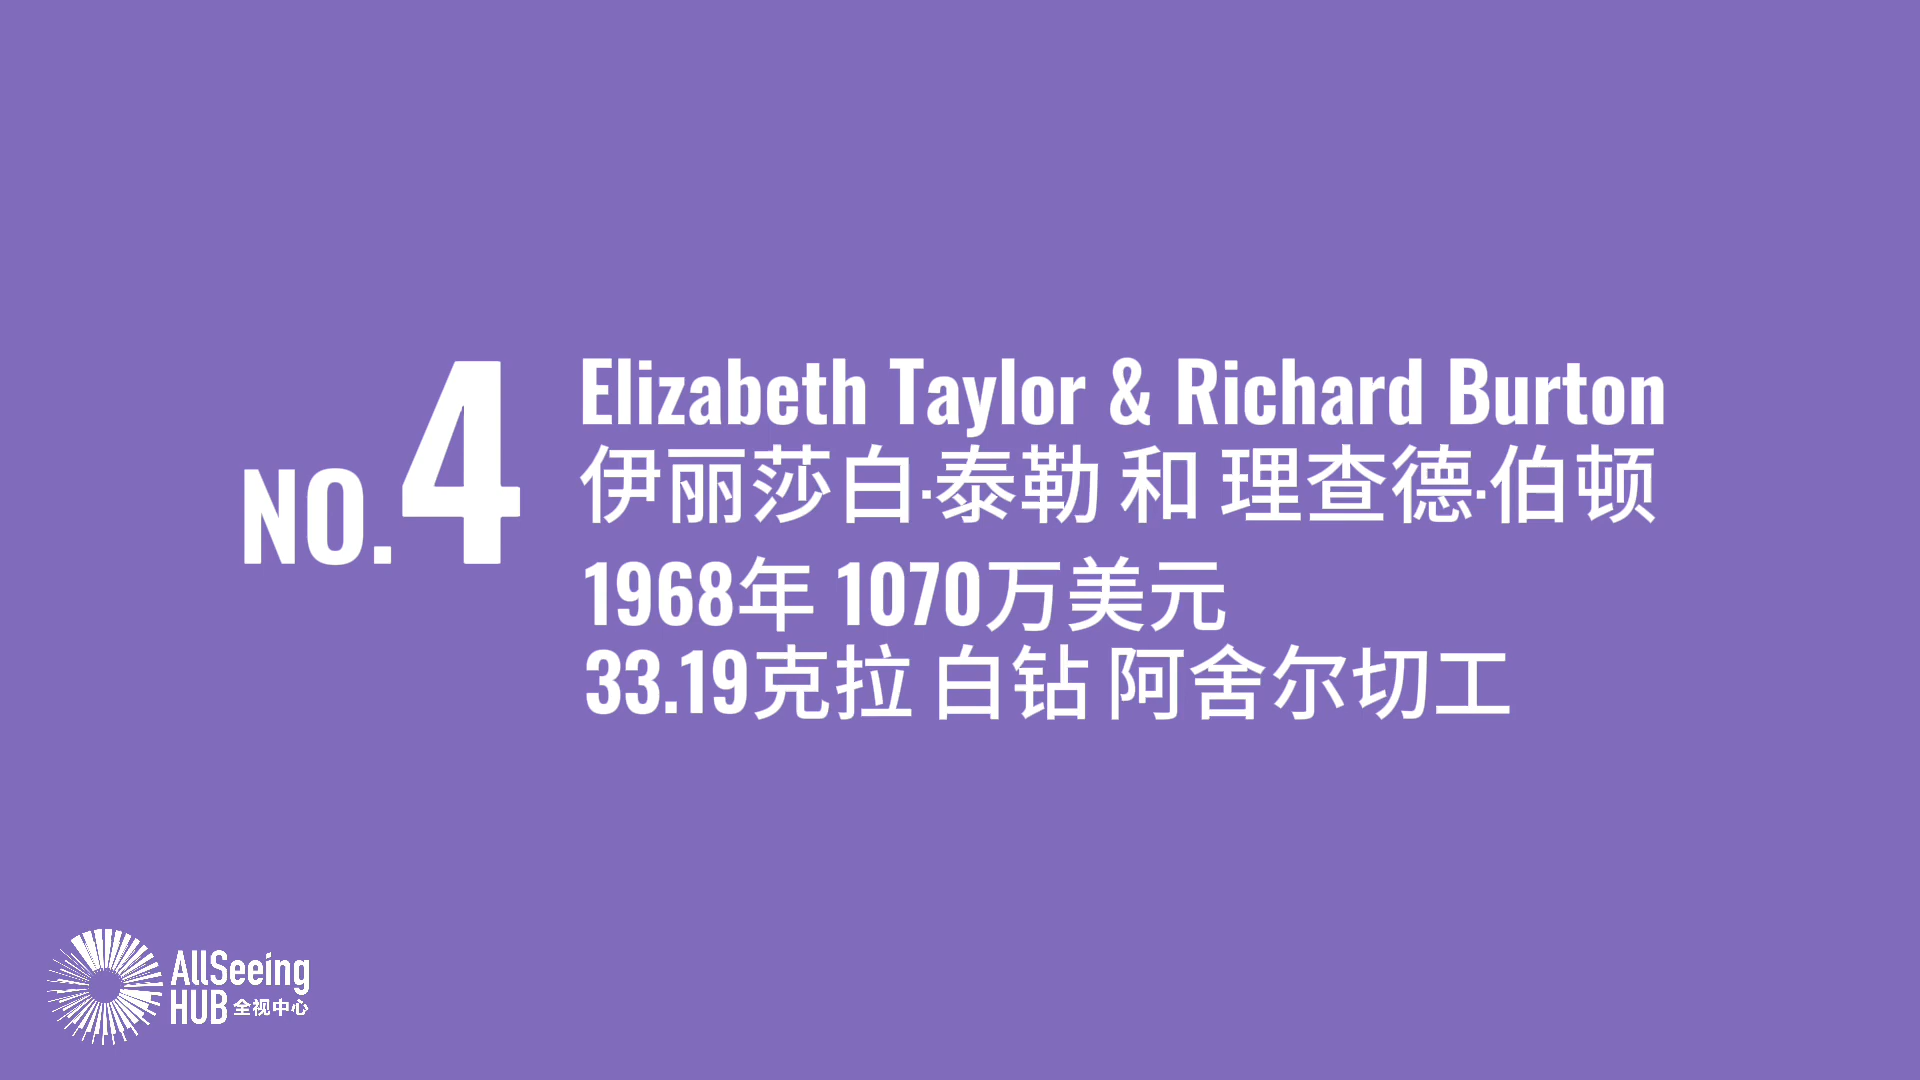 NO.4
Elizabeth Taylor & Richard Burton
伊丽莎白·泰勒 和 理查德·伯顿
1968年 1070万美元
33.19克拉 白钻 阿舍尔切工
AllSeeing
HUB 全视中心